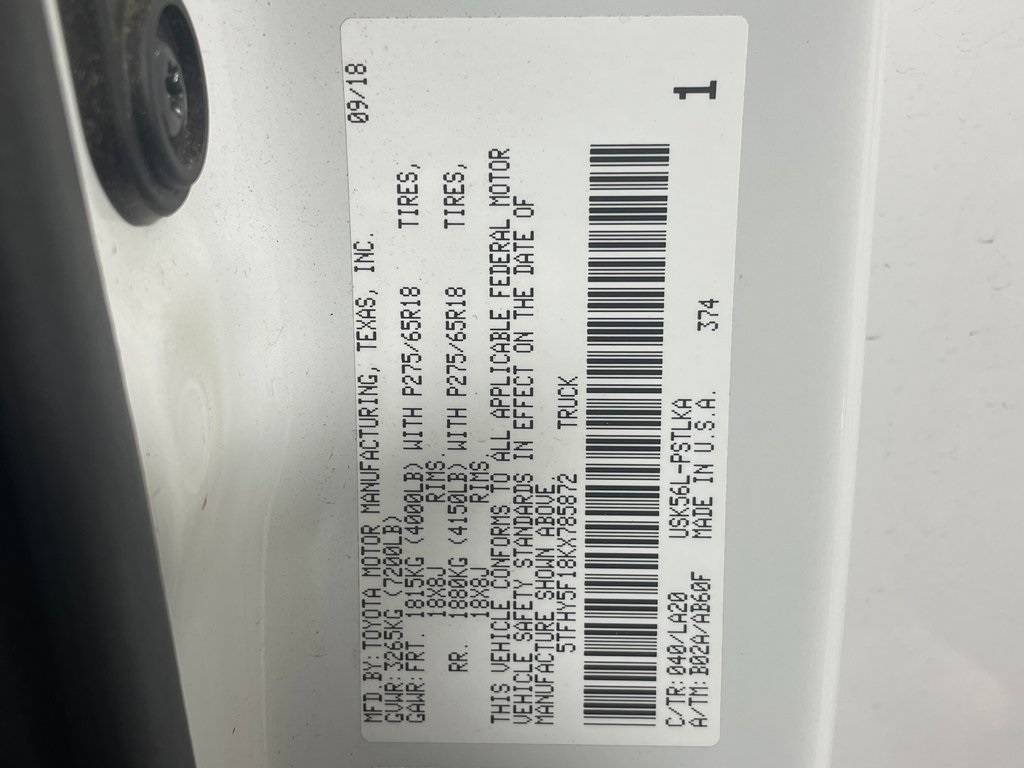 09/18
MFD.BY:TOYOTA MOTOR MANUFACTURING, TEXAS, INC.
GVWR:3265KG (7200LB)
GAWR:FRT. 1815KG (4000LB) WITH P275/65R18 TIRES,
18X8J RIMS,
RR. 1880KG (4150LB) WITH P275/65R18 TIRES,
18X8J RIMS,
THIS VEHICLE CONFORMS TO ALL APPLICABLE FEDERAL MOTOR
VEHICLE SAFETY STANDARDS IN EFFECT ON THE DATE OF
MANUFACTURE SHOWN ABOVE.
5TFHY5F18KX785872 TRUCK
1
C/TR:040/LA20 USK56L-PSTLKA
A/TM:B02A/AB60F MADE IN U.S.A. 374